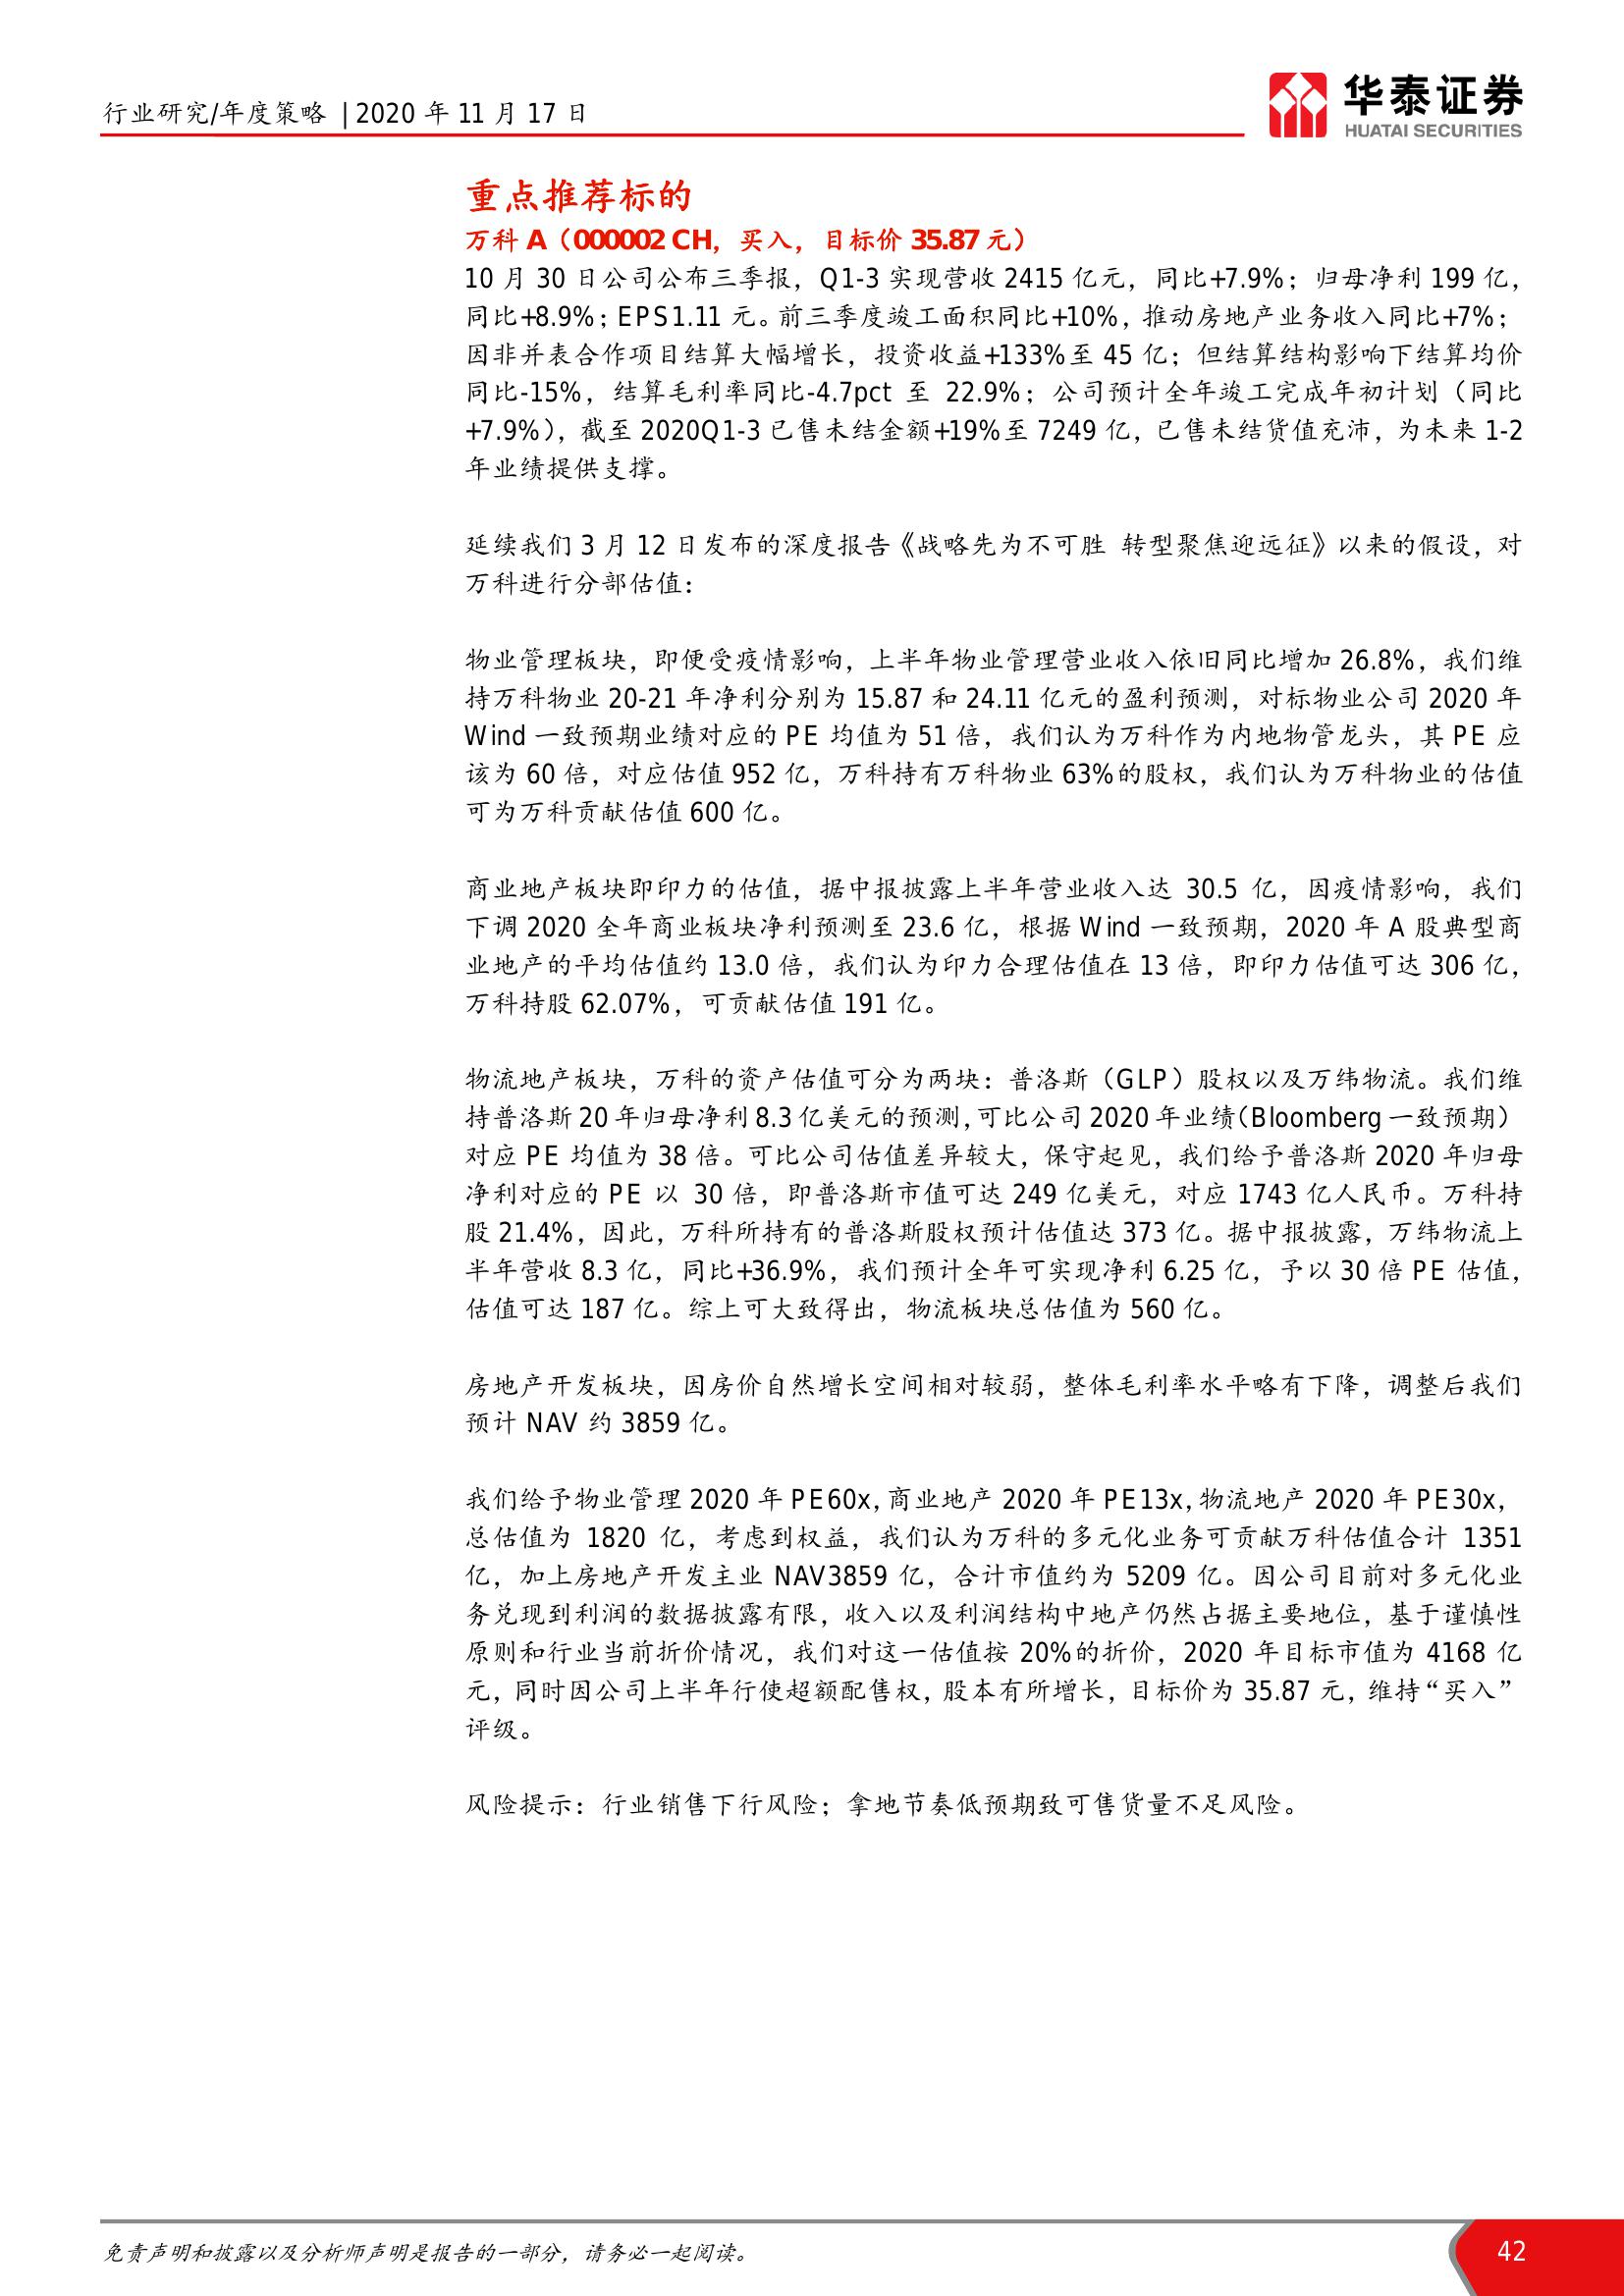 行业研究/年度策略 | 2020 年 11 月 17 日
华泰证券
HUATAI SECURITIES
重点推荐标的
万科 A（000002 CH，买入，目标价 35.87 元）
10 月 30 日公司公布三季报，Q1-3 实现营收 2415 亿元，同比+7.9%；归母净利 199 亿，
同比+8.9%；EPS1.11 元。前三季度竣工面积同比+10%，推动房地产业务收入同比+7%；
因非并表合作项目结算大幅增长，投资收益+133%至 45 亿；但结算结构影响下结算均价
同比-15%，结算毛利率同比-4.7pct 至 22.9%；公司预计全年竣工完成年初计划（同比
+7.9%），截至 2020Q1-3 已售未结金额+19%至 7249 亿，已售未结货值充沛，为未来 1-2
年业绩提供支撑。
延续我们 3 月 12 日发布的深度报告《战略先为不可胜 转型聚焦迎远征》以来的假设，对
万科进行分部估值：
物业管理板块，即便受疫情影响，上半年物业管理营业收入依旧同比增加 26.8%，我们维
持万科物业 20-21 年净利分别为 15.87 和 24.11 亿元的盈利预测，对标物业公司 2020 年
Wind 一致预期业绩对应的 PE 均值为 51 倍，我们认为万科作为内地物管龙头，其 PE 应
该为 60 倍，对应估值 952 亿，万科持有万科物业 63%的股权，我们认为万科物业的估值
可为万科贡献估值 600 亿。
商业地产板块即印力的估值，据中报披露上半年营业收入达 30.5 亿，因疫情影响，我们
下调 2020 全年商业板块净利预测至 23.6 亿，根据 Wind 一致预期，2020 年 A 股典型商
业地产的平均估值约 13.0 倍，我们认为印力合理估值在 13 倍，即印力估值可达 306 亿，
万科持股 62.07%，可贡献估值 191 亿。
物流地产板块，万科的资产估值可分为两块：普洛斯（GLP）股权以及万纬物流。我们维
持普洛斯 20 年归母净利 8.3 亿美元的预测，可比公司 2020 年业绩（Bloomberg 一致预期）
对应 PE 均值为 38 倍。可比公司估值差异较大，保守起见，我们给予普洛斯 2020 年归母
净利对应的 PE 以 30 倍，即普洛斯市值可达 249 亿美元，对应 1743 亿人民币。万科持
股 21.4%，因此，万科所持有的普洛斯股权预计估值达 373 亿。据中报披露，万纬物流上
半年营收 8.3 亿，同比+36.9%，我们预计全年可实现净利 6.25 亿，予以 30 倍 PE 估值，
估值可达 187 亿。综上可大致得出，物流板块总估值为 560 亿。
房地产开发板块，因房价自然增长空间相对较弱，整体毛利率水平略有下降，调整后我们
预计 NAV 约 3859 亿。
我们给予物业管理 2020 年 PE60x，商业地产 2020 年 PE13x，物流地产 2020 年 PE30x，
总估值为 1820 亿，考虑到权益，我们认为万科的多元化业务可贡献万科估值合计 1351
亿，加上房地产开发主业 NAV3859 亿，合计市值约为 5209 亿。因公司目前对多元化业
务兑现到利润的数据披露有限，收入以及利润结构中地产仍然占据主要地位，基于谨慎性
原则和行业当前折价情况，我们对这一估值按 20%的折价，2020 年目标市值为 4168 亿
元，同时因公司上半年行使超额配售权，股本有所增长，目标价为 35.87 元，维持“买入”
评级。
风险提示：行业销售下行风险；拿地节奏低预期致可售货量不足风险。
免责声明和披露以及分析师声明是报告的一部分，请务必一起阅读。
42